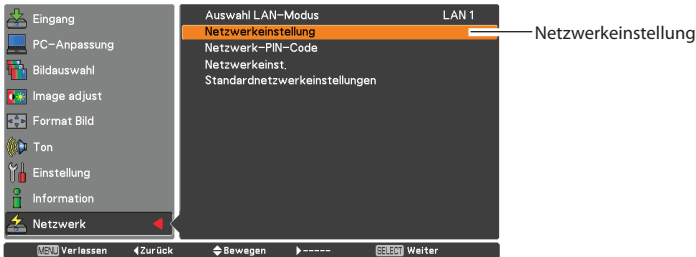 Eingang
PC-Anpassung
Bildauswahl
Image adjust
Format Bild
Ton
Einstellung
Information
Netzwerk
Auswahl LAN-Modus LAN 1
Netzwerkeinstellung
Netzwerk-PIN-Code
Netzwerkeinst.
Standardnetzwerkeinstellungen
Netzwerkeinstellung
MENU Verlassen Zurück Bewegen ----- SELECT Weiter